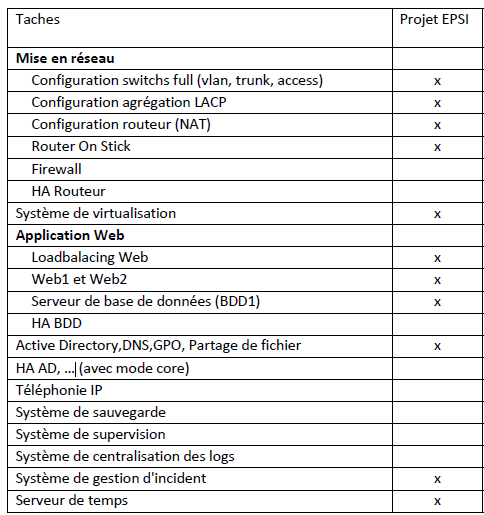 Taches Projet EPSI
Mise en réseau
Configuration switchs full (vlan, trunk, access) x
Configuration agrégation LACP x
Configuration routeur (NAT) x
Router On Stick x
Firewall
HA Routeur
Système de virtualisation x
Application Web
Loadbalacing Web x
Web1 et Web2 x
Serveur de base de données (BDD1) x
HA BDD
Active Directory,DNS,GPO, Partage de fichier x
HA AD, ...(avec mode core)
Téléphonie IP
Système de sauvegarde
Système de supervision
Système de centralisation des logs
Système de gestion d'incident x
Serveur de temps x